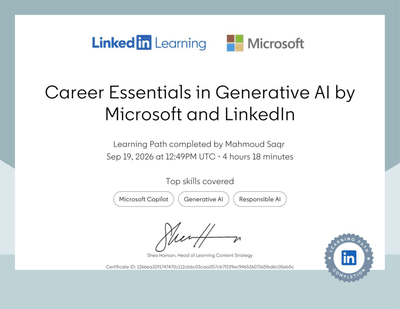 LinkedIn Learning Microsoft
Career Essentials in Generative AI by
Microsoft and LinkedIn
Learning Path completed by Mahmoud Saqr
Sep 19, 2026 at 12:49PM UTC • 4 hours 18 minutes
Top skills covered
Microsoft Copilot Generative AI Responsible AI
Shea Hanson, Head of Learning Content Strategy
Certificate ID:
LEARNING PATH
in
COMPLETION